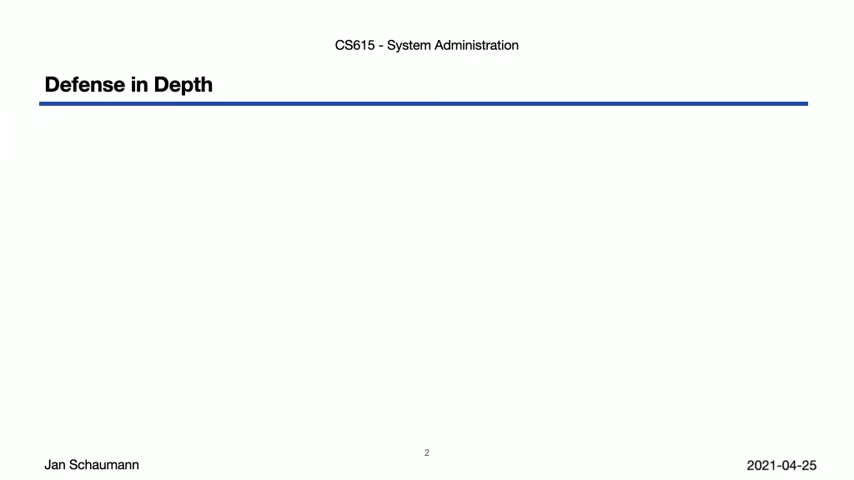 CS615 - System Administration
Defense in Depth
2
Jan Schaumann
2021-04-25